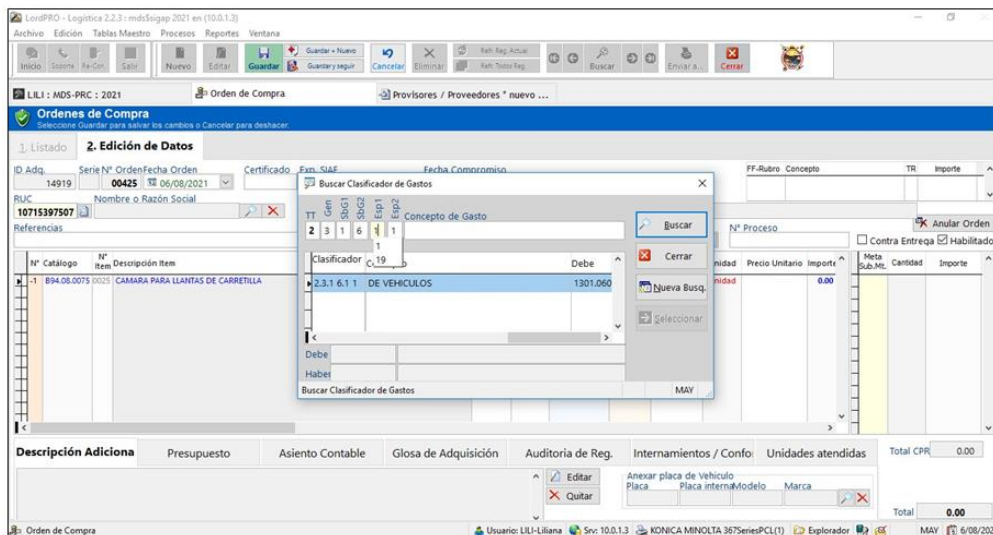 LordPRO - Logística 2.2.3 : mds$sigap 2021 en (10.0.1.3)
Archivo Edición Tablas Maestro Procesos Reportes Ventana
Guardar + Nuevo Refr. Reg. Actual
Inicio Soporte Re-Con. Salir Nuevo Editar Guardar Guardar y seguir Cancelar Eliminar Refr. Todos Reg. Buscar Enviar a... Cerrar
LILI : MDS-PRC : 2021 Orden de Compra Provisores / Proveedores * nuevo ...
Ordenes de Compra
Seleccione Guardar para salvar los cambios o Cancelar para deshacer.
1. Listado 2. Edición de Datos
ID Adq. Serie N° Orden Fecha Orden Certificado Exp. SIAF Fecha Compromiso FF-Rubro Concepto TR Importe
14919 00425 06/08/2021
Buscar Clasificador de Gastos
RUC Nombre o Razón Social
10715397507
TT Gen SbG1 SbG2 Esp1 Esp2 Concepto de Gasto
2 3 1 6 1 1
Buscar
Referencias N° Proceso Anular Orden
Contra Entrega Habilitado
1
19
N° Catálogo N° Item Descripción Item nidad Precio Unitario Importe Meta Sub.Mt. Cantidad Importe
Clasificador Debe Cerrar
-1 B94.08.0075 0025 CAMARA PARA LLANTAS DE CARRETILLA nidad 0.00
2.3.1 6.1 1 DE VEHICULOS 1301.060
Nueva Busq.
Seleccionar
Debe
Haber
Buscar Clasificador de Gastos MAY
Descripción Adiciona Presupuesto Asiento Contable Glosa de Adquisición Auditoria de Reg. Internamientos / Confo Unidades atendidas Total CPR 0.00
Editar
Quitar
Anexar placa de Vehiculo
Placa Placa interna Modelo Marca
Total 0.00
Orden de Compra Usuario: LILI-Liliana Srv: 10.0.1.3 KONICA MINOLTA 367SeriesPCL(1) Explorador MAY 6/08/202